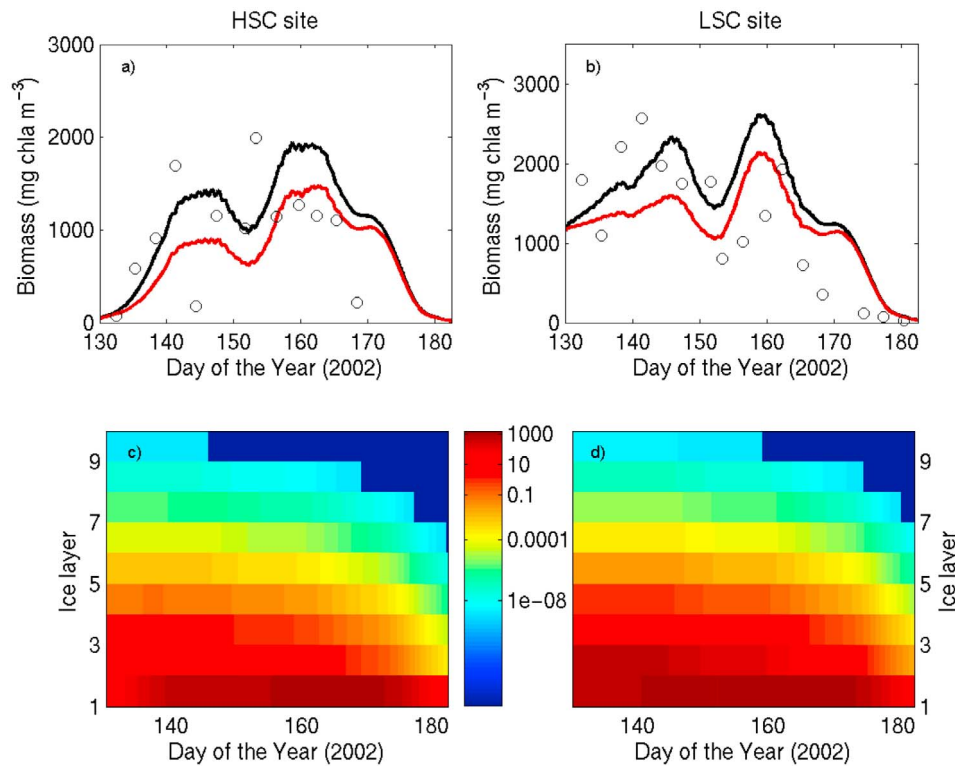 HSC site
LSC site
a)
Biomass (mg chla m⁻³)
3000
2000
1000
0
130 140 150 160 170 180
Day of the Year (2002)
b)
Biomass (mg chla m⁻³)
3000
2000
1000
0
130 140 150 160 170 180
Day of the Year (2002)
c)
Ice layer
9
7
5
3
1
140 160 180
Day of the Year (2002)
1000
10
0.1
0.0001
1e-08
d)
9
7
5
3
1
Ice layer
140 160 180
Day of the Year (2002)